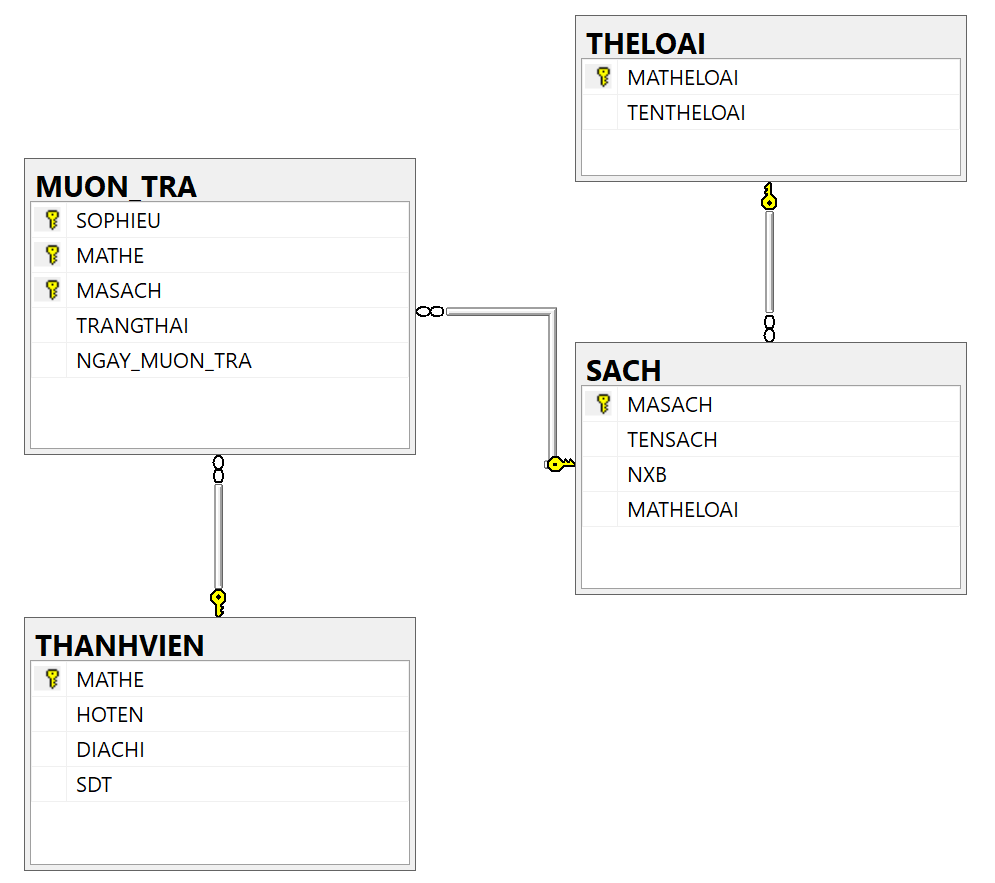 THELOAI
MATHELOAI
TENTHELOAI
MUON_TRA
SOPHIEU
MATHE
MASACH
TRANGTHAI
NGAY_MUON_TRA
SACH
MASACH
TENSACH
NXB
MATHELOAI
THANHVIEN
MATHE
HOTEN
DIACHI
SDT